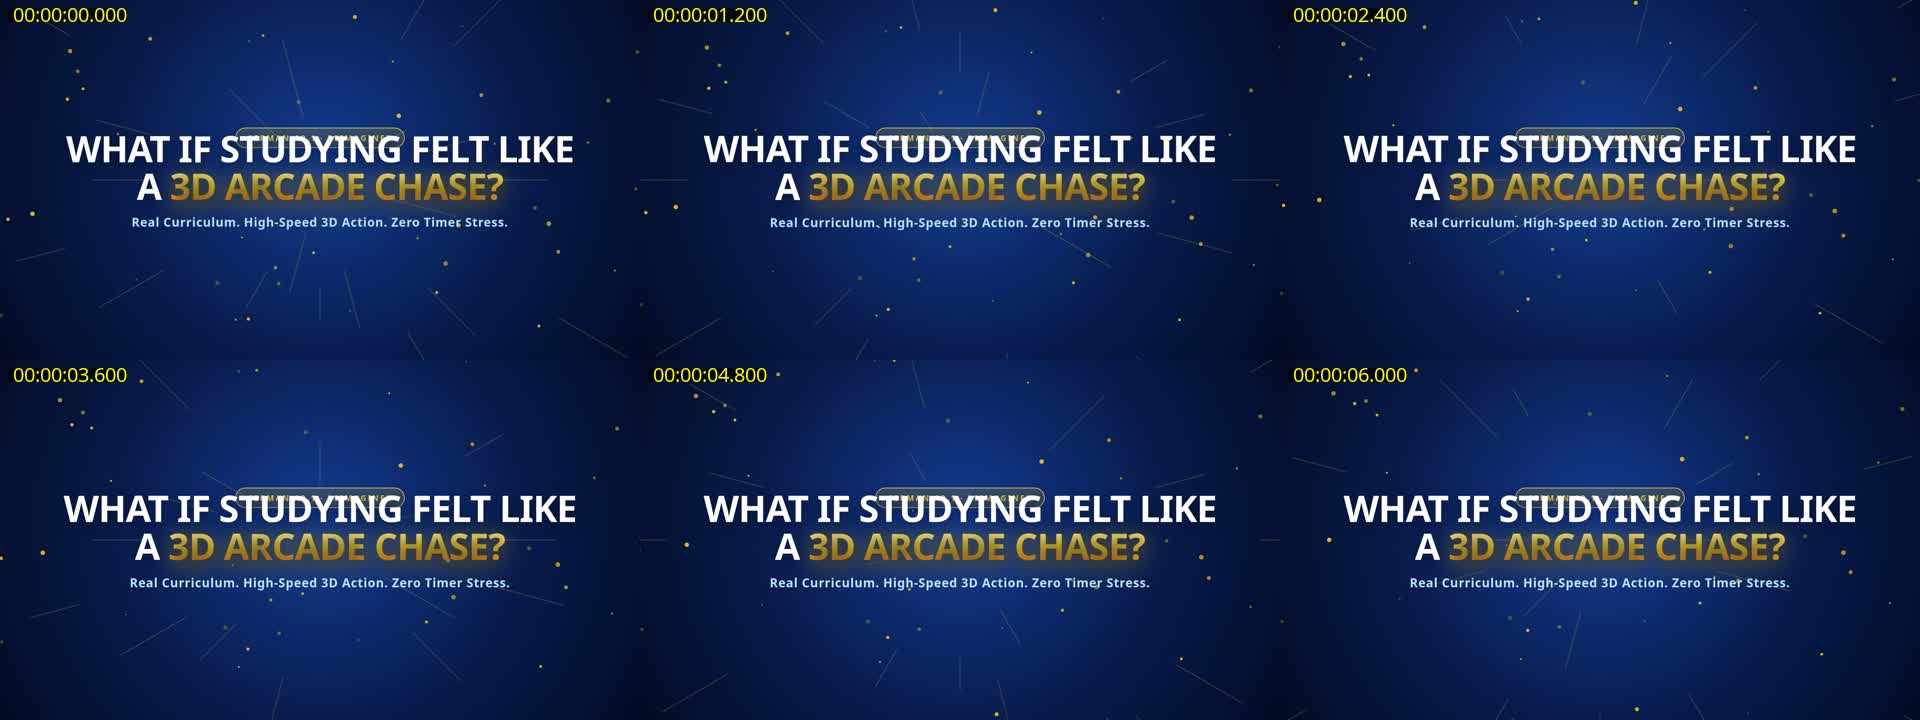 00:00:00.000
WHAT IF STUDYING FELT LIKE
A 3D ARCADE CHASE?
Real Curriculum. High-Speed 3D Action. Zero Timer Stress.
00:00:01.200
WHAT IF STUDYING FELT LIKE
A 3D ARCADE CHASE?
Real Curriculum. High-Speed 3D Action. Zero Timer Stress.
00:00:02.400
WHAT IF STUDYING FELT LIKE
A 3D ARCADE CHASE?
Real Curriculum. High-Speed 3D Action. Zero Timer Stress.
00:00:03.600
WHAT IF STUDYING FELT LIKE
A 3D ARCADE CHASE?
Real Curriculum. High-Speed 3D Action. Zero Timer Stress.
00:00:04.800
WHAT IF STUDYING FELT LIKE
A 3D ARCADE CHASE?
Real Curriculum. High-Speed 3D Action. Zero Timer Stress.
00:00:06.000
WHAT IF STUDYING FELT LIKE
A 3D ARCADE CHASE?
Real Curriculum. High-Speed 3D Action. Zero Timer Stress.